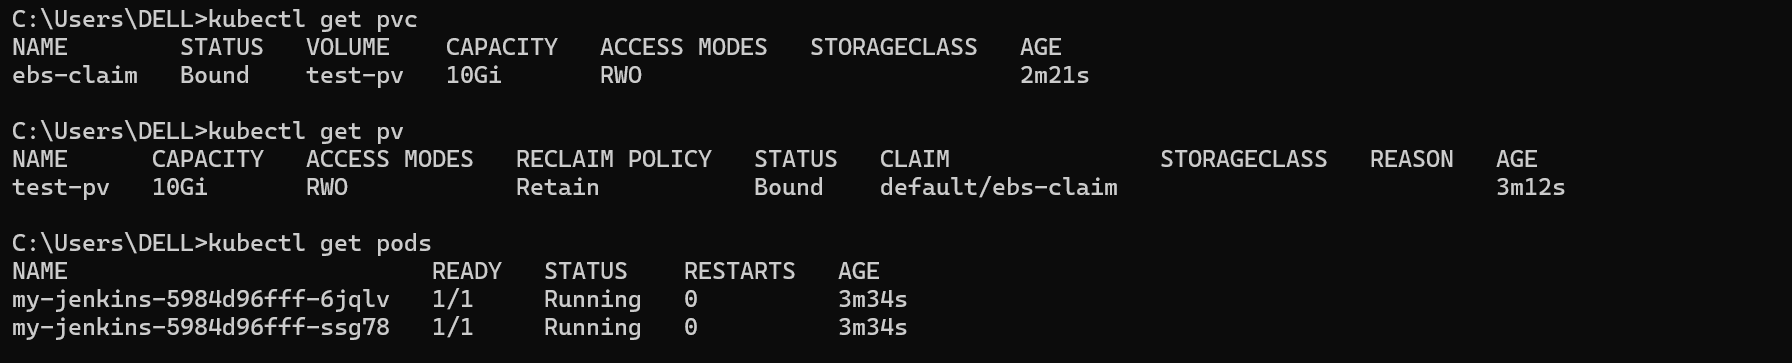 C:\Users\DELL>kubectl get pvc
NAME        STATUS   VOLUME    CAPACITY   ACCESS MODES   STORAGECLASS   AGE
ebs-claim   Bound    test-pv   10Gi       RWO                           2m21s
C:\Users\DELL>kubectl get pv
NAME      CAPACITY   ACCESS MODES   RECLAIM POLICY   STATUS   CLAIM               STORAGECLASS   REASON   AGE
test-pv   10Gi       RWO            Retain           Bound    default/ebs-claim                           3m12s
C:\Users\DELL>kubectl get pods
NAME                          READY   STATUS    RESTARTS   AGE
my-jenkins-5984d96fff-6jqlv   1/1     Running   0          3m34s
my-jenkins-5984d96fff-ssg78   1/1     Running   0          3m34s